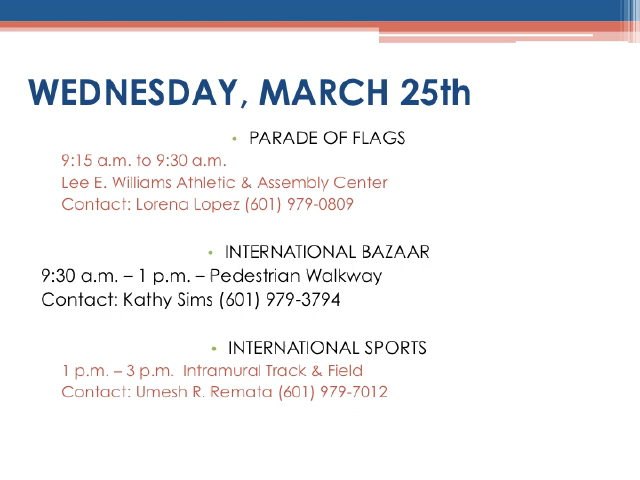 WEDNESDAY, MARCH 25th
• PARADE OF FLAGS
9:15 a.m. to 9:30 a.m.
Lee E. Williams Athletic & Assembly Center
Contact: Lorena Lopez (601) 979-0809
• INTERNATIONAL BAZAAR
9:30 a.m. – 1 p.m. – Pedestrian Walkway
Contact: Kathy Sims (601) 979-3794
• INTERNATIONAL SPORTS
1 p.m. – 3 p.m.  Intramural Track & Field
Contact: Umesh R. Remata (601) 979-7012